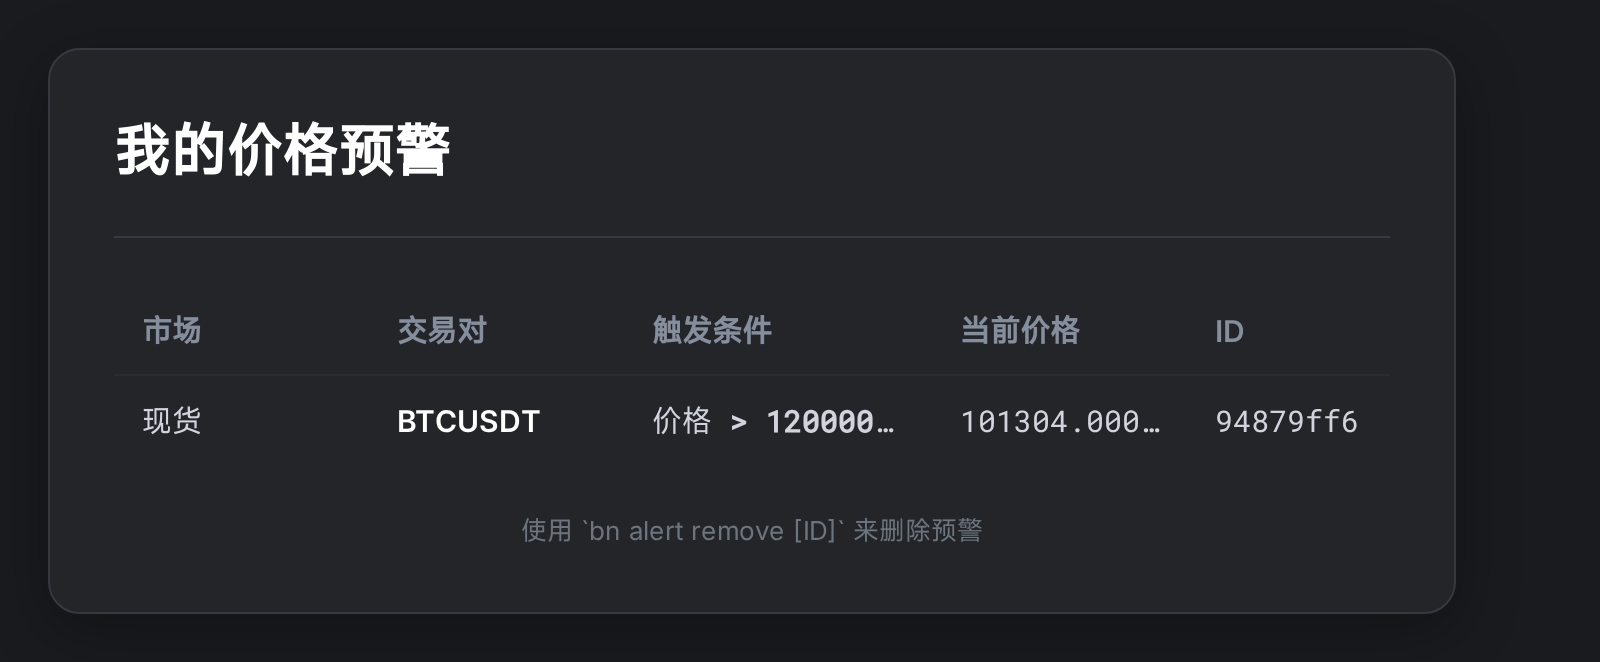 我的价格预警
市场 交易对 触发条件 当前价格 ID
现货 BTCUSDT 价格 > 120000… 101304.000… 94879ff6
使用 `bn alert remove [ID]` 来删除预警